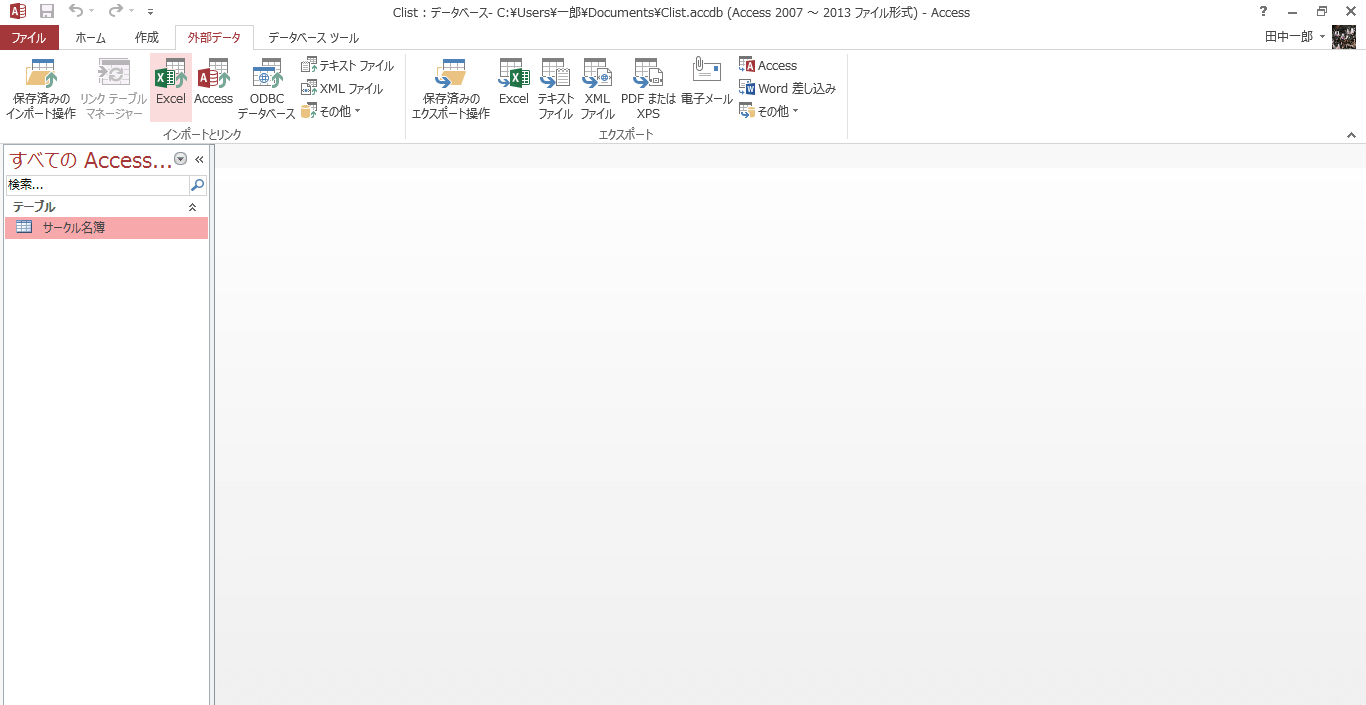 Clist : データベース- C:¥Users¥一郎¥Documents¥Clist.accdb (Access 2007 ～ 2013 ファイル形式) - Access
ファイル ホーム 作成 外部データ データベース ツール 田中一郎
保存済みの
インポート操作
リンク テーブル
マネージャー
Excel
Access
ODBC
データベース
テキスト ファイル
XML ファイル
その他
インポートとリンク
保存済みの
エクスポート操作
Excel
テキスト
ファイル
XML
ファイル
PDF または
XPS
電子メール
Access
Word 差し込み
その他
エクスポート
すべての Access...
検索...
テーブル
サークル名簿